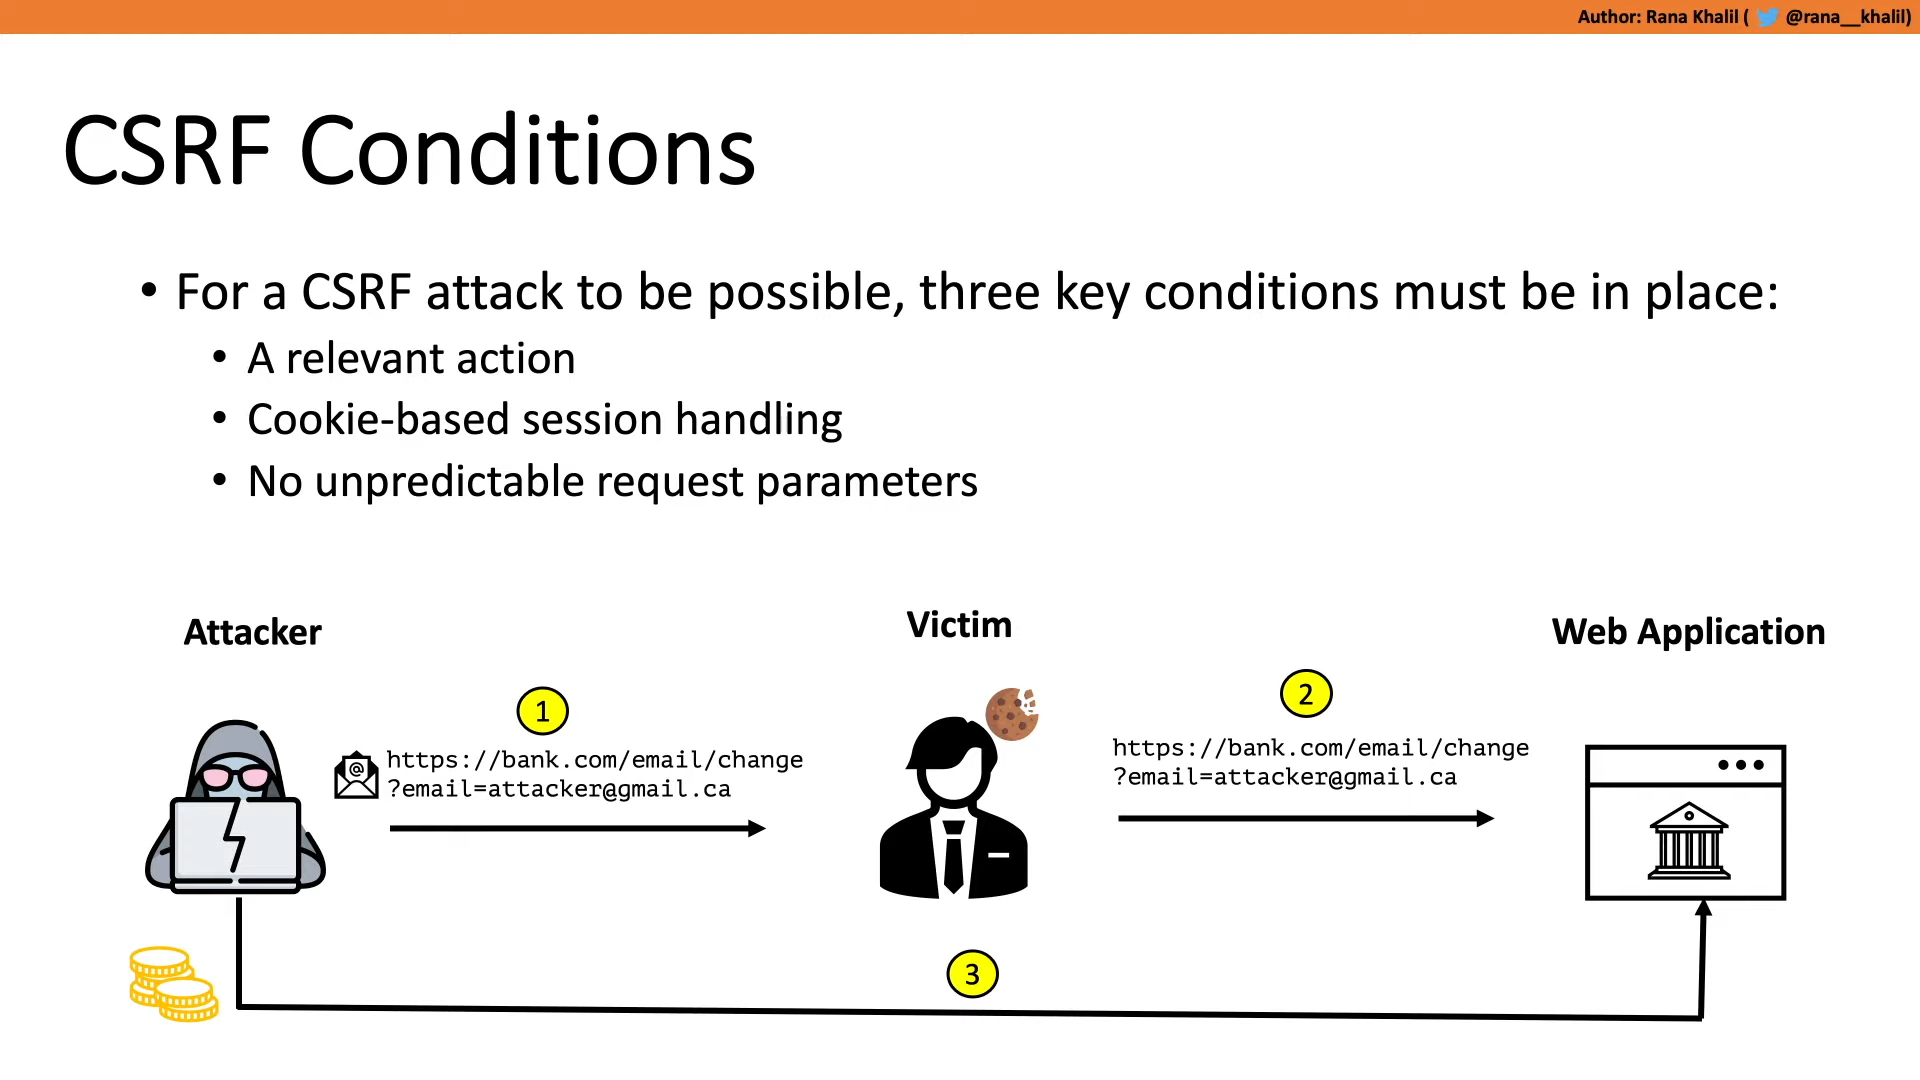 Author: Rana Khalil ( @rana__khalil)
CSRF Conditions
• For a CSRF attack to be possible, three key conditions must be in place:
• A relevant action
• Cookie-based session handling
• No unpredictable request parameters
Attacker
Victim
Web Application
1
https://bank.com/email/change
?email=attacker@gmail.ca
2
https://bank.com/email/change
?email=attacker@gmail.ca
@
3